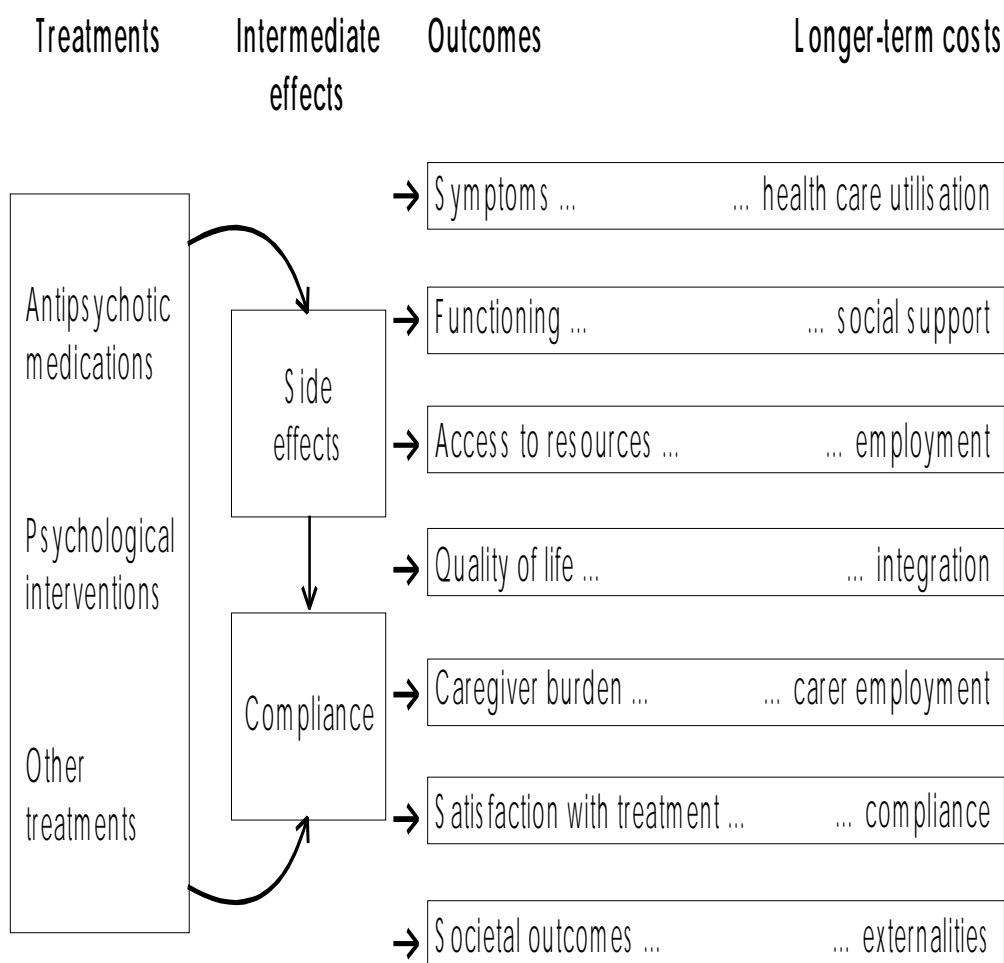 Treatments Intermediate effects Outcomes Longer-term costs
Antipsychotic
medications
Psychological
interventions
Other
treatments
Side
effects
Compliance
Symptoms ... ... health care utilisation
Functioning ... ... social support
Access to resources ... ... employment
Quality of life ... ... integration
Caregiver burden ... ... carer employment
Satisfaction with treatment ... ... compliance
Societal outcomes ... ... externalities